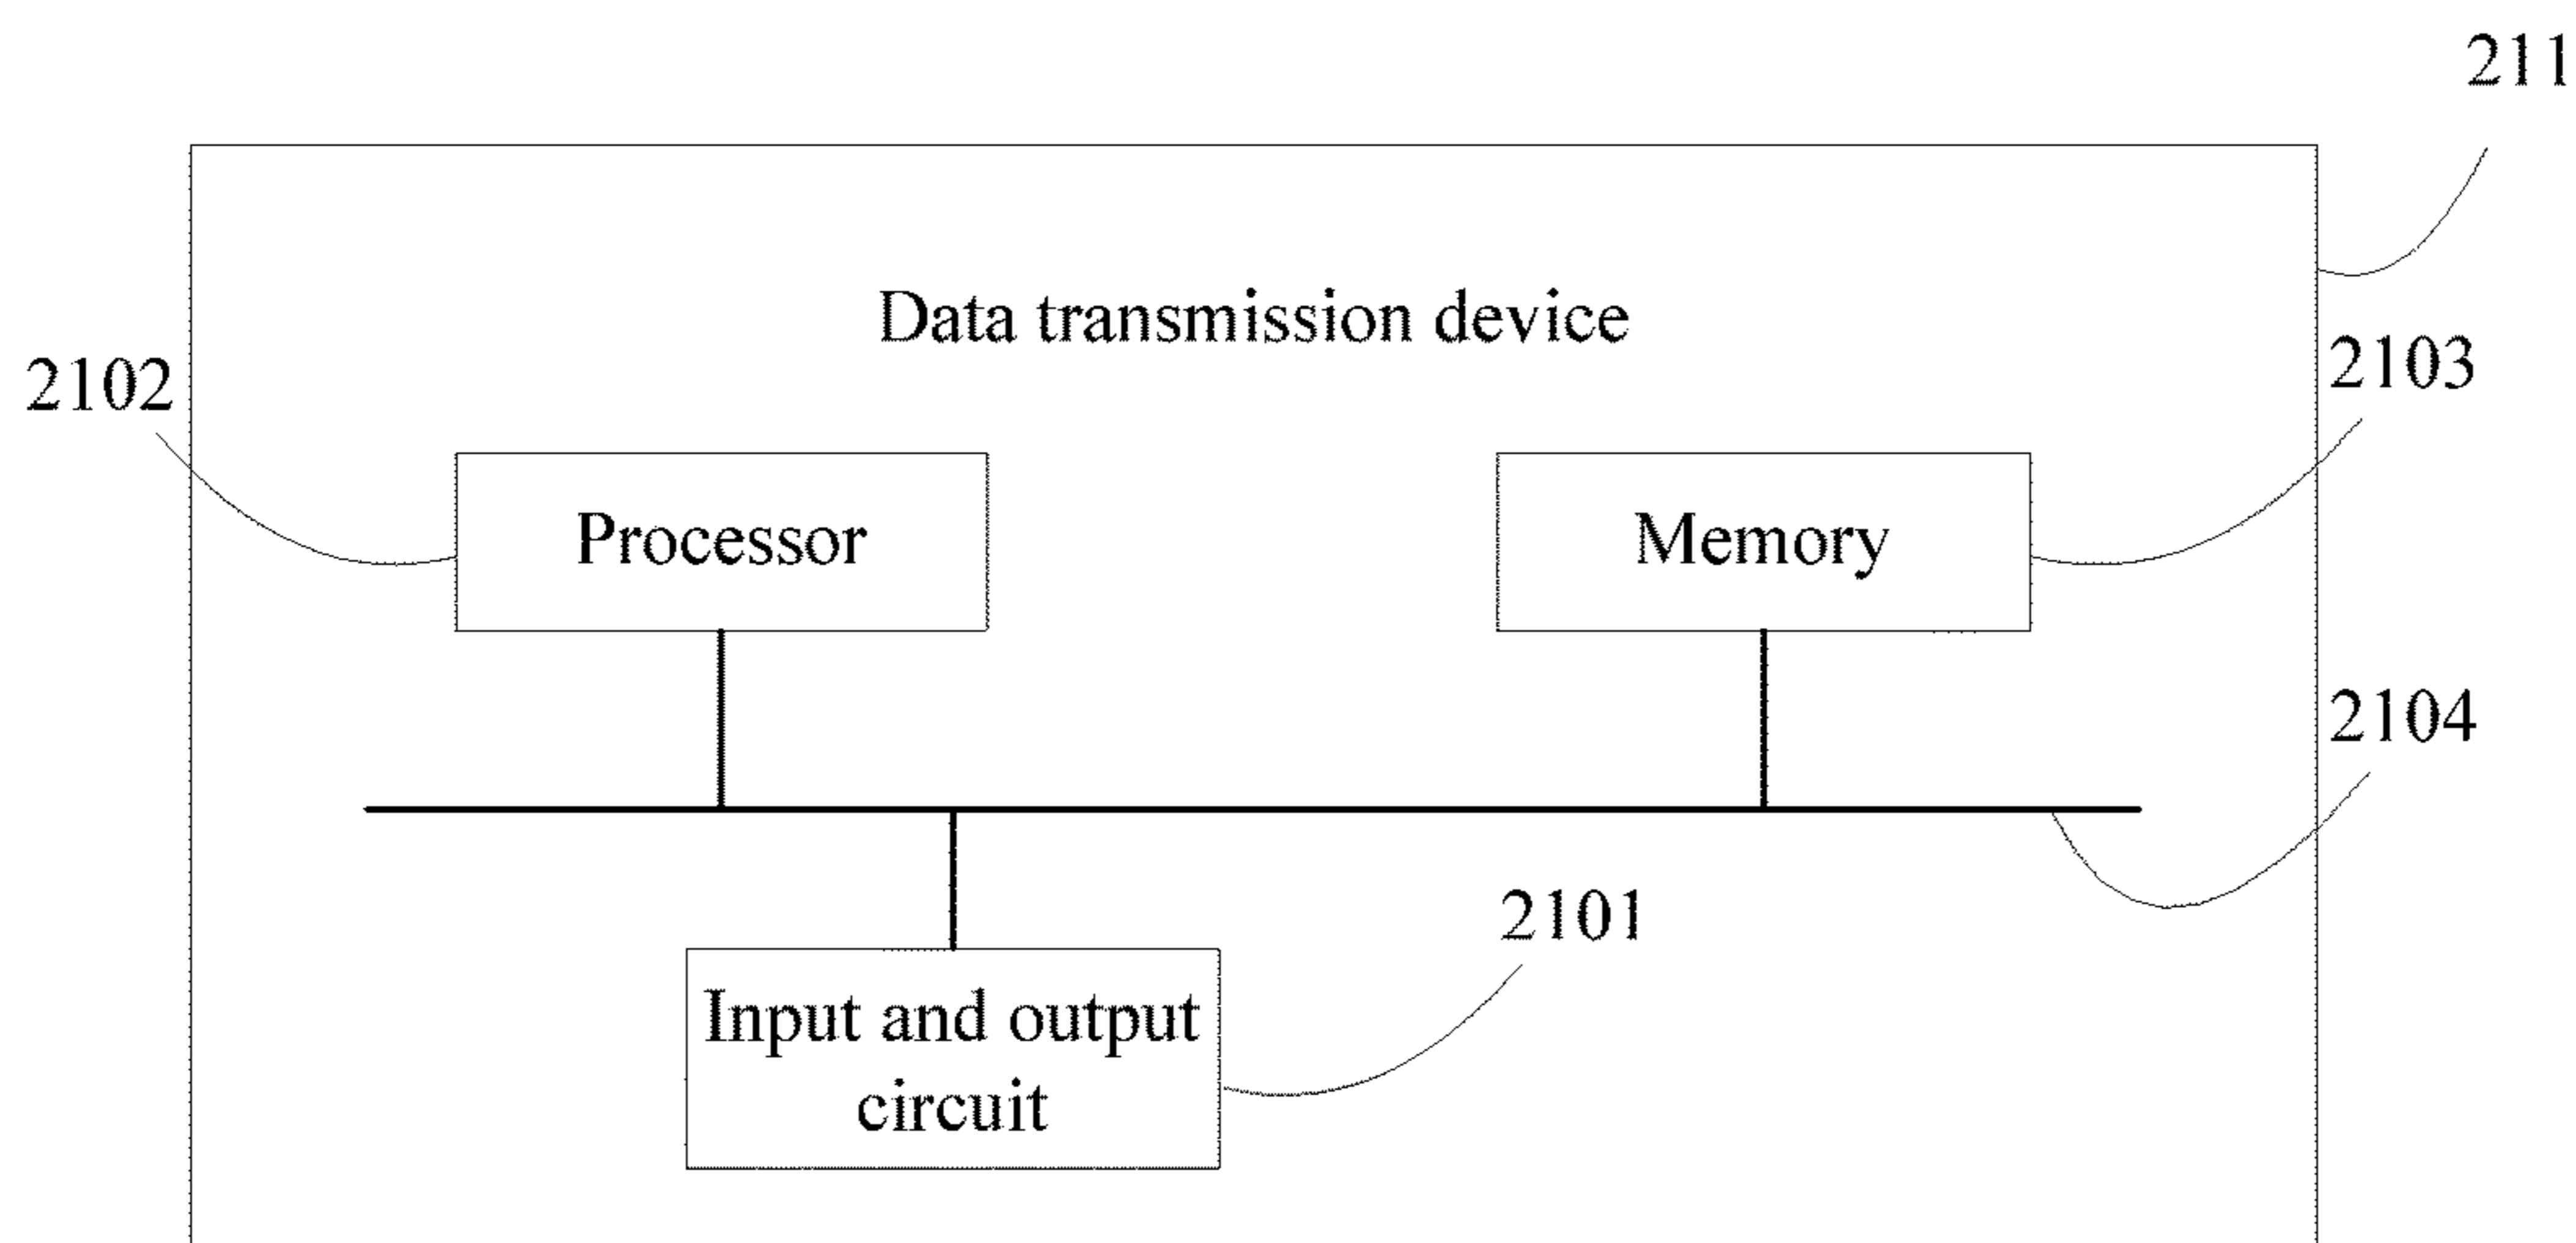 211
Data transmission device
2102
2103
Processor
Memory
2104
2101
Input and output
circuit